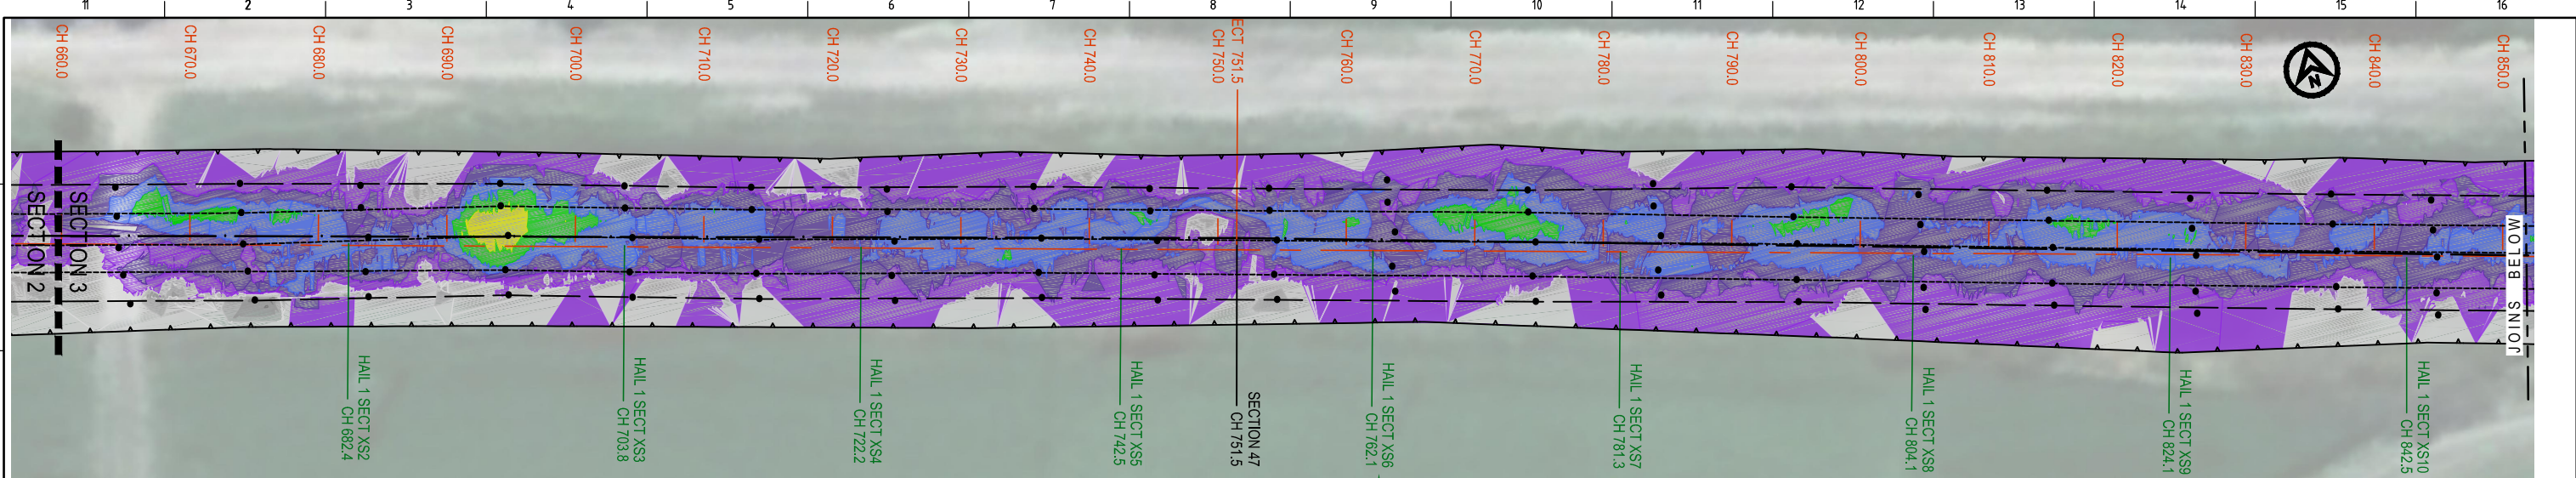 11 2 3 4 5 6 7 8 9 10 11 12 13 14 15 16
CH 660.0
CH 670.0
CH 680.0
CH 690.0
CH 700.0
CH 710.0
CH 720.0
CH 730.0
CH 740.0
CH 750.0
ECT 751.5
CH 760.0
CH 770.0
CH 780.0
CH 790.0
CH 800.0
CH 810.0
CH 820.0
CH 830.0
N
CH 840.0
CH 850.0
SECTION 2
SECTION 3
JOINS BELOW
HAIL 1 SECT XS2
CH 682.4
HAIL 1 SECT XS3
CH 703.8
HAIL 1 SECT XS4
CH 722.2
HAIL 1 SECT XS5
CH 742.5
SECTION 47
CH 751.5
HAIL 1 SECT XS6
CH 762.1
HAIL 1 SECT XS7
CH 781.3
HAIL 1 SECT XS8
CH 804.1
HAIL 1 SECT XS9
CH 824.1
HAIL 1 SECT XS10
CH 842.5